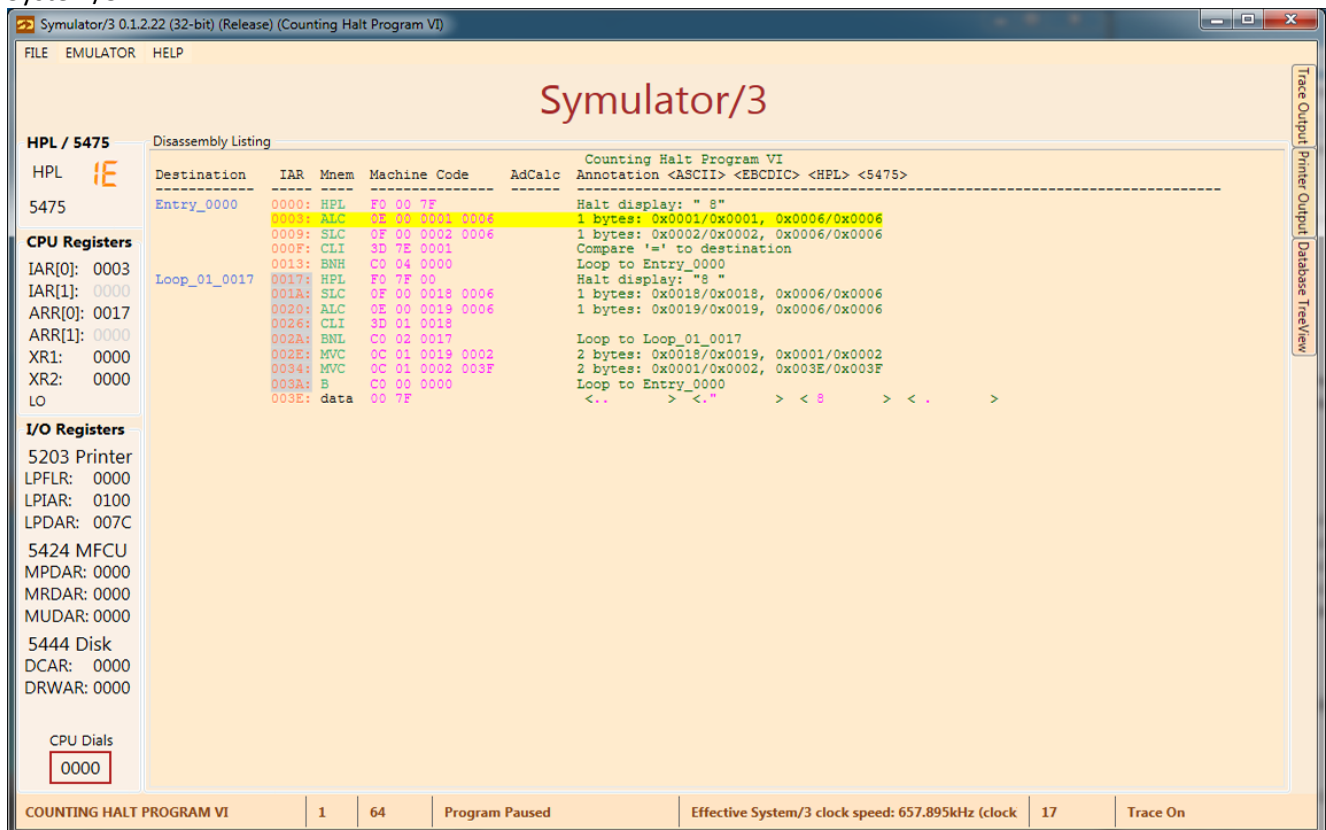 Symulator/3 0.1.2.22 (32-bit) (Release) (Counting Halt Program VI)
FILE EMULATOR HELP
Symulator/3
HPL / 5475
HPL 1E
5475
CPU Registers
IAR[0]: 0003
IAR[1]: 0000
ARR[0]: 0017
ARR[1]: 0000
XR1: 0000
XR2: 0000
LO
I/O Registers
5203 Printer
LPFLR: 0000
LPIAR: 0100
LPDAR: 007C
5424 MFCU
MPDAR: 0000
MRDAR: 0000
MUDAR: 0000
5444 Disk
DCAR: 0000
DRWAR: 0000
CPU Dials
0000
Disassembly Listing
Counting Halt Program VI
Destination IAR Mnem Machine Code AdCalc Annotation <ASCII> <EBCDIC> <HPL> <5475>
Entry_0000 0000: HPL F0 00 7F Halt display: " 8"
0003: ALC 0E 00 0001 0006 1 bytes: 0x0001/0x0001, 0x0006/0x0006
0009: SLC 0F 00 0002 0006 1 bytes: 0x0002/0x0002, 0x0006/0x0006
000F: CLI 3D 7E 0001 Compare '=' to destination
0013: BNH C0 04 0000 Loop to Entry_0000
Loop_01_0017 0017: HPL F0 7F 00 Halt display: "8 "
001A: SLC 0F 00 0018 0006 1 bytes: 0x0018/0x0018, 0x0006/0x0006
0020: ALC 0E 00 0019 0006 1 bytes: 0x0019/0x0019, 0x0006/0x0006
0026: CLI 3D 01 0018
002A: BNL C0 02 0017 Loop to Loop_01_0017
002E: MVC 0C 01 0019 0002 2 bytes: 0x0018/0x0019, 0x0001/0x0002
0034: MVC 0C 01 0002 003F 2 bytes: 0x0001/0x0002, 0x003E/0x003F
003A: B C0 00 0000 Loop to Entry_0000
003E: data 00 7F <.. > <." > < 8 > < . >
Trace Output
Printer Output
Database TreeView
COUNTING HALT PROGRAM VI 1 64 Program Paused Effective System/3 clock speed: 657.895kHz (clock 17 Trace On